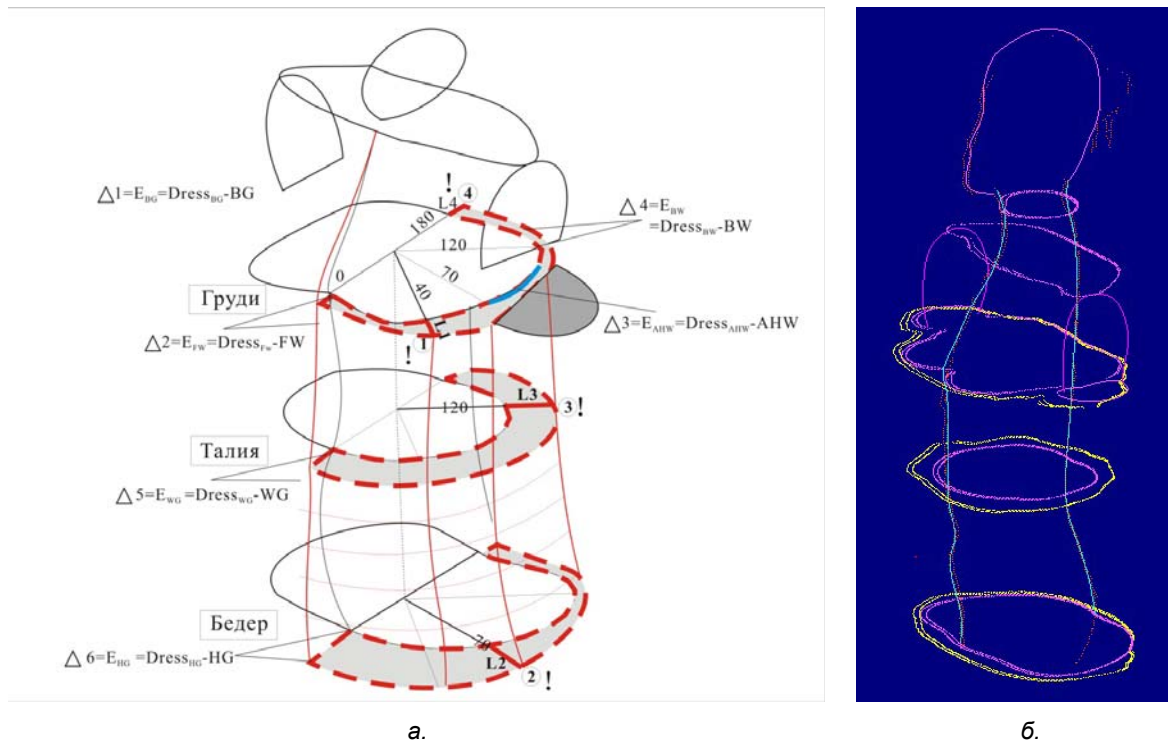 !
4
L4
△1=E_BG=Dress_BG-BG
△4=E_BW
=Dress_BW-BW
180
120
0
70
40
Груди
L1
△3=E_AHW=Dress_AHW-AHW
△2=E_FW=Dress_FW-FW
1
!
L3
120
3!
Талия
△5=E_WG=Dress_WG-WG
Бедер
70
△6=E_HG=Dress_HG-HG
L2
2!
а.
б.